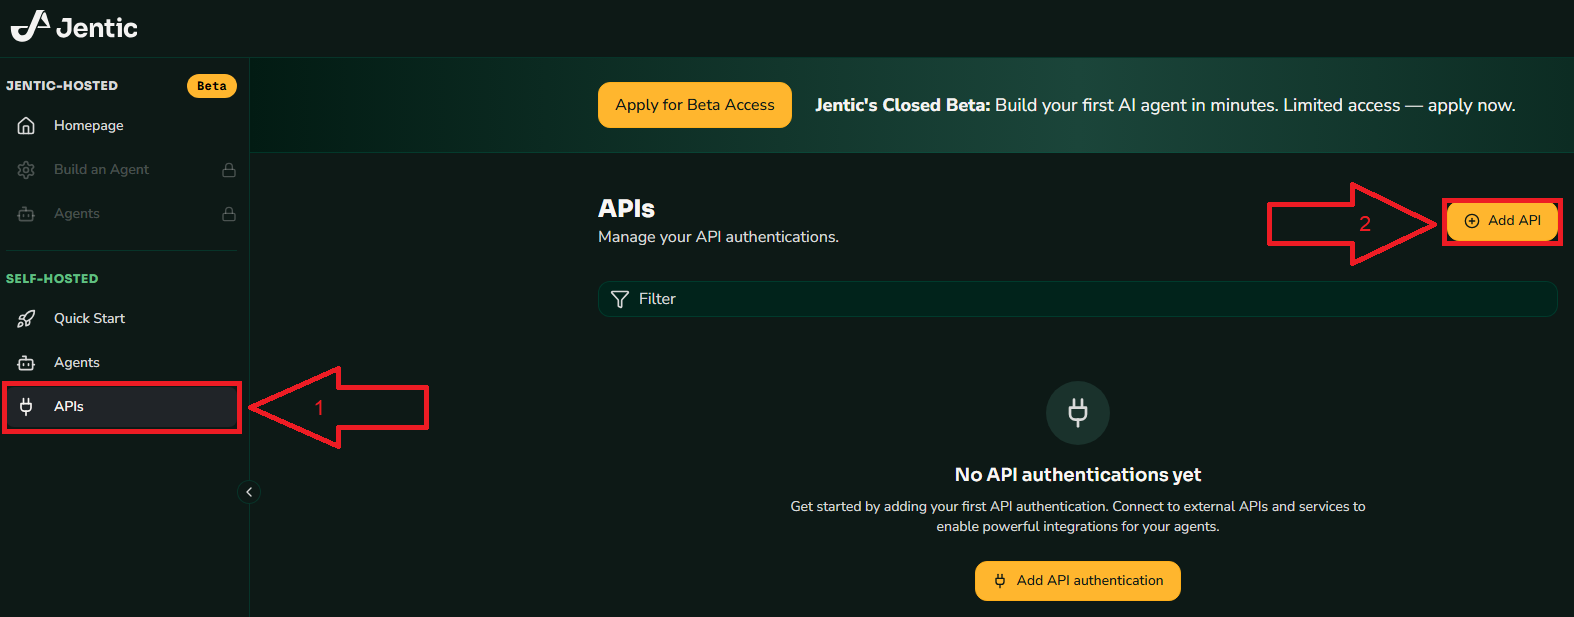 Jentic
JENTIC-HOSTED
Beta
Homepage
Build an Agent
Agents
SELF-HOSTED
Quick Start
Agents
APIs
1
Apply for Beta Access
Jentic's Closed Beta: Build your first AI agent in minutes. Limited access — apply now.
APIs
Manage your API authentications.
2
Add API
Filter
No API authentications yet
Get started by adding your first API authentication. Connect to external APIs and services to
enable powerful integrations for your agents.
Add API authentication